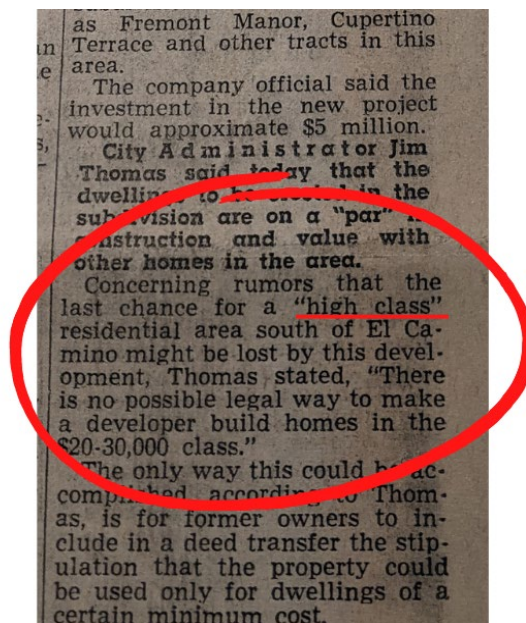 as Fremont Manor, Cupertino
Terrace and other tracts in this
area.
The company official said the
investment in the new project
would approximate $5 million.
City Administrator Jim
Thomas said today that the
dwellings to be erected in the
subdivision are on a "par" in
construction and value with
other homes in the area.
Concerning rumors that the
last chance for a "high class"
residential area south of El Ca-
mino might be lost by this devel-
opment, Thomas stated, "There
is no possible legal way to make
a developer build homes in the
$20-30,000 class."
The only way this could be ac-
complished, according to Thom-
as, is for former owners to in-
clude in a deed transfer the stip-
ulation that the property could
be used only for dwellings of a
certain minimum cost.